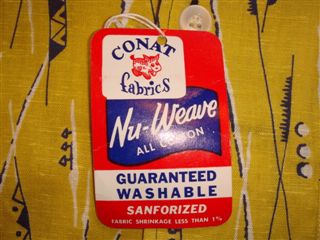 CONAT
fabrics
Nu-Weave
ALL COTTON
GUARANTEED
WASHABLE
SANFORIZED
FABRIC SHRINKAGE LESS THAN 1%